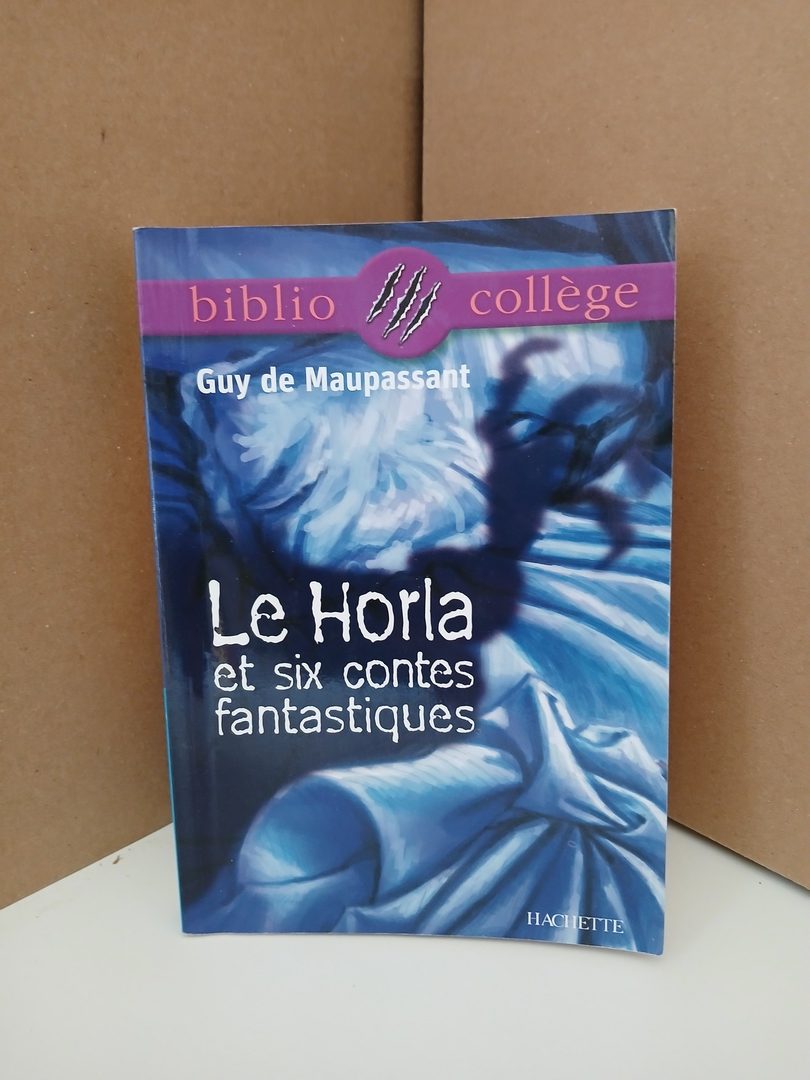 biblio collège
Guy de Maupassant
Le Horla
et six contes
fantastiques
HACHETTE